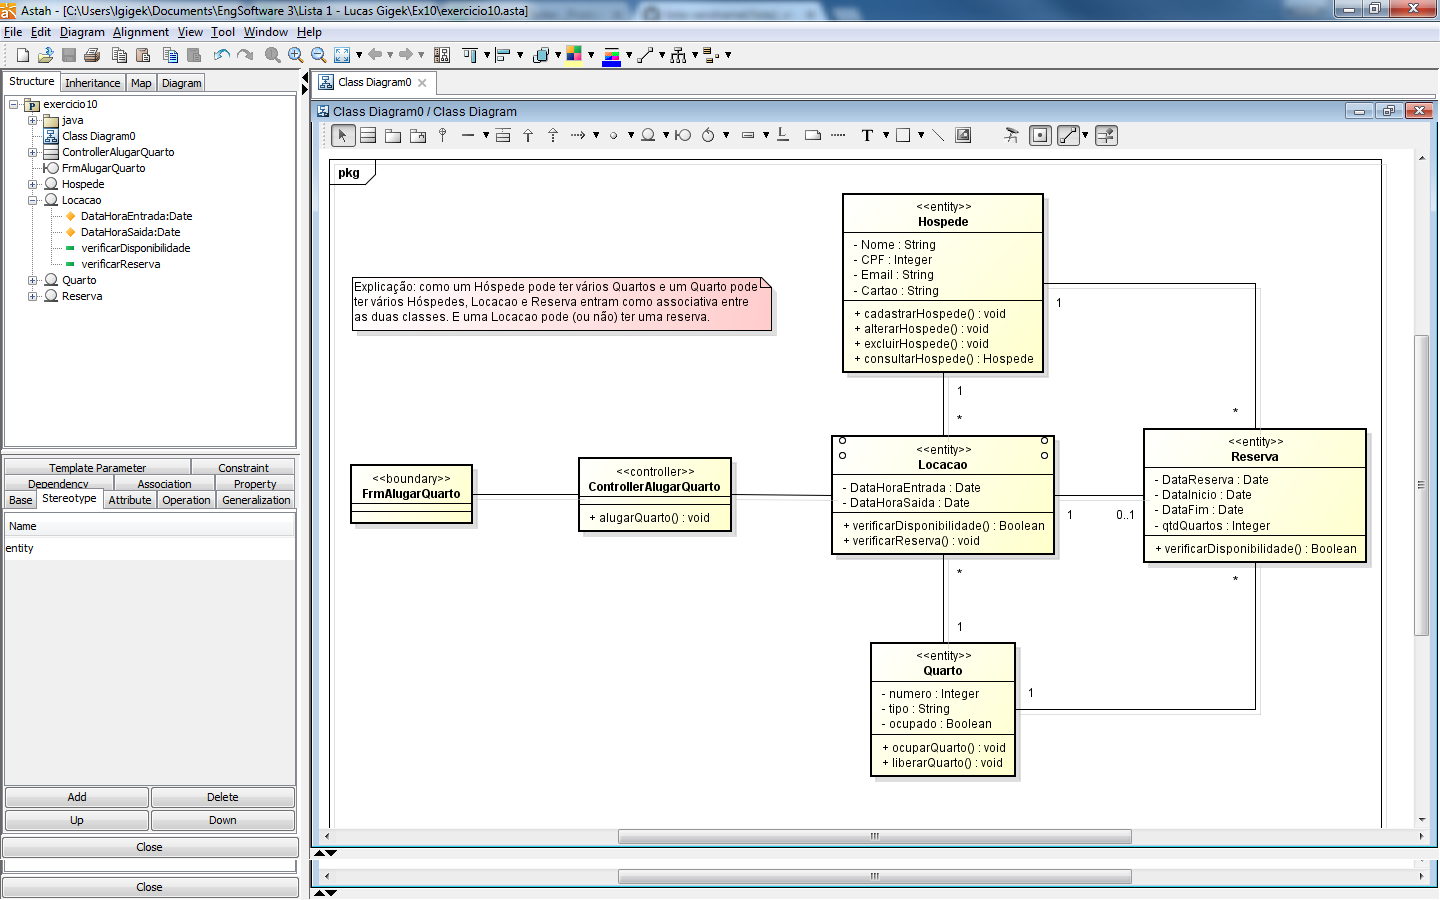 Astah - [C:\Users\lgigek\Documents\EngSoftware 3\Lista 1 - Lucas Gigek\Ex10\exercicio10.asta]
File Edit Diagram Alignment View Tool Window Help
Structure Inheritance Map Diagram
exercicio10
java
Class Diagram0
ControllerAlugarQuarto
FrmAlugarQuarto
Hospede
Locacao
DataHoraEntrada:Date
DataHoraSaida:Date
verificarDisponibilidade
verificarReserva
Quarto
Reserva
Template Parameter Constraint
Dependency Association Property
Base Stereotype Attribute Operation Generalization
Name
entity
Add Delete
Up Down
Close
Close
Class Diagram0
Class Diagram0 / Class Diagram
T
pkg
Explicação: como um Hóspede pode ter vários Quartos e um Quarto pode
ter vários Hóspedes, Locacao e Reserva entram como associativa entre
as duas classes. E uma Locacao pode (ou não) ter uma reserva.
<<entity>>
Hospede
- Nome : String
- CPF : Integer
- Email : String
- Cartao : String
+ cadastrarHospede() : void
+ alterarHospede() : void
+ excluirHospede() : void
+ consultarHospede() : Hospede
1
*
1
*
<<boundary>>
FrmAlugarQuarto
<<controller>>
ControllerAlugarQuarto
+ alugarQuarto() : void
<<entity>>
Locacao
- DataHoraEntrada : Date
- DataHoraSaida : Date
+ verificarDisponibilidade() : Boolean
+ verificarReserva() : void
1
0..1
<<entity>>
Reserva
- DataReserva : Date
- DataInicio : Date
- DataFim : Date
- qtdQuartos : Integer
+ verificarDisponibilidade() : Boolean
*
1
*
1
<<entity>>
Quarto
- numero : Integer
- tipo : String
- ocupado : Boolean
+ ocuparQuarto() : void
+ liberarQuarto() : void